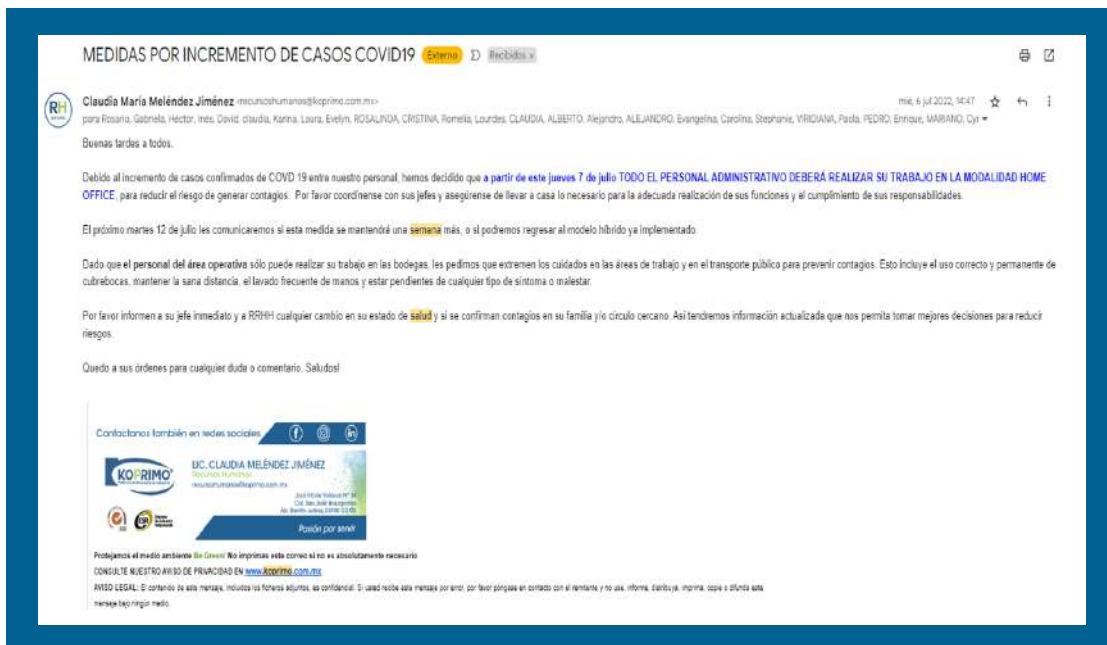 MEDIDAS POR INCREMENTO DE CASOS COVID19 Externo Recibidos x
RH
Claudia María Meléndez Jiménez <recursoshumanos@koprimo.com.mx>
mié, 6 jul 2022, 14:47
para Rosario, Gabriela, Hector, Ines, David, claudia, Karina, Laura, Evelyn, ROSALINDA, CRISTINA, Romelia, Lourdes, CLAUDIA, ALBERTO, Alejandro, ALEJANDRO, Evangelina, Carolina, Stephanie, VIRIDIANA, Paola, PEDRO, Enrique, MARIANO, Cyr
Buenas tardes a todos.
Debido al incremento de casos confirmados de COVD 19 entre nuestro personal, hemos decidido que a partir de este jueves 7 de julio TODO EL PERSONAL ADMINISTRATIVO DEBERÁ REALIZAR SU TRABAJO EN LA MODALIDAD HOME
OFFICE, para reducir el riesgo de generar contagios. Por favor coordínense con sus jefes y asegúrense de llevar a casa lo necesario para la adecuada realización de sus funciones y el cumplimiento de sus responsabilidades.
El próximo martes 12 de julio les comunicaremos si esta medida se mantendrá una semana más, o si podremos regresar al modelo híbrido ya implementado.
Dado que el personal del área operativa sólo puede realizar su trabajo en las bodegas, les pedimos que extremen los cuidados en las áreas de trabajo y en el transporte público para prevenir contagios. Esto incluye el uso correcto y permanente de
cubrebocas, mantener la sana distancia, el lavado frecuente de manos y estar pendientes de cualquier tipo de síntoma o malestar.
Por favor informen a su jefe inmediato y a RRHH cualquier cambio en su estado de salud y si se confirman contagios en su familia y/o círculo cercano. Así tendremos información actualizada que nos permita tomar mejores decisiones para reducir
riesgos.
Quedo a sus órdenes para cualquier duda o comentario. Saludos!
Contactanos también en redes sociales
KOPRIMO
LIC. CLAUDIA MELÉNDEZ JIMÉNEZ
Recursos Humanos
recursoshumanos@koprimo.com.mx
Pasión por servir
Protejamos el medio ambiente Be Green! No imprimas este correo si no es absolutamente necesario
CONSULTE NUESTRO AVISO DE PRIVACIDAD EN www.koprimo.com.mx
AVISO LEGAL: El contenido de este mensaje, incluidos los ficheros adjuntos, es confidencial. Si usted recibe este mensaje por error, por favor póngase en contacto con el remitente y no use, informe, distribuya, imprima, copie o difunda este
mensaje bajo ningún medio.